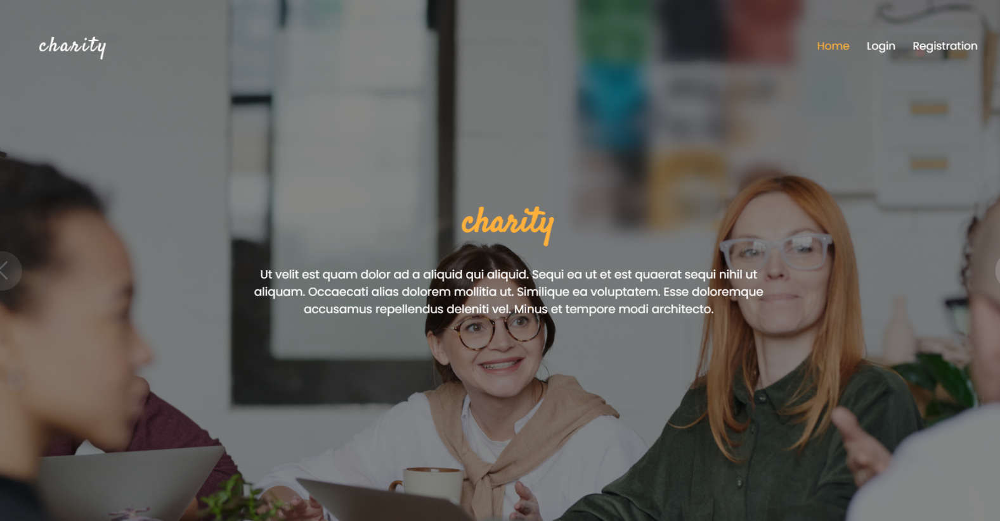 charity
Home Login Registration
charity
Ut velit est quam dolor ad a aliquid qui aliquid. Sequi ea ut et est quaerat sequi nihil ut
aliquam. Occaecati alias dolorem mollitia ut. Similique ea voluptatem. Esse doloremque
accusamus repellendus deleniti vel. Minus et tempore modi architecto.